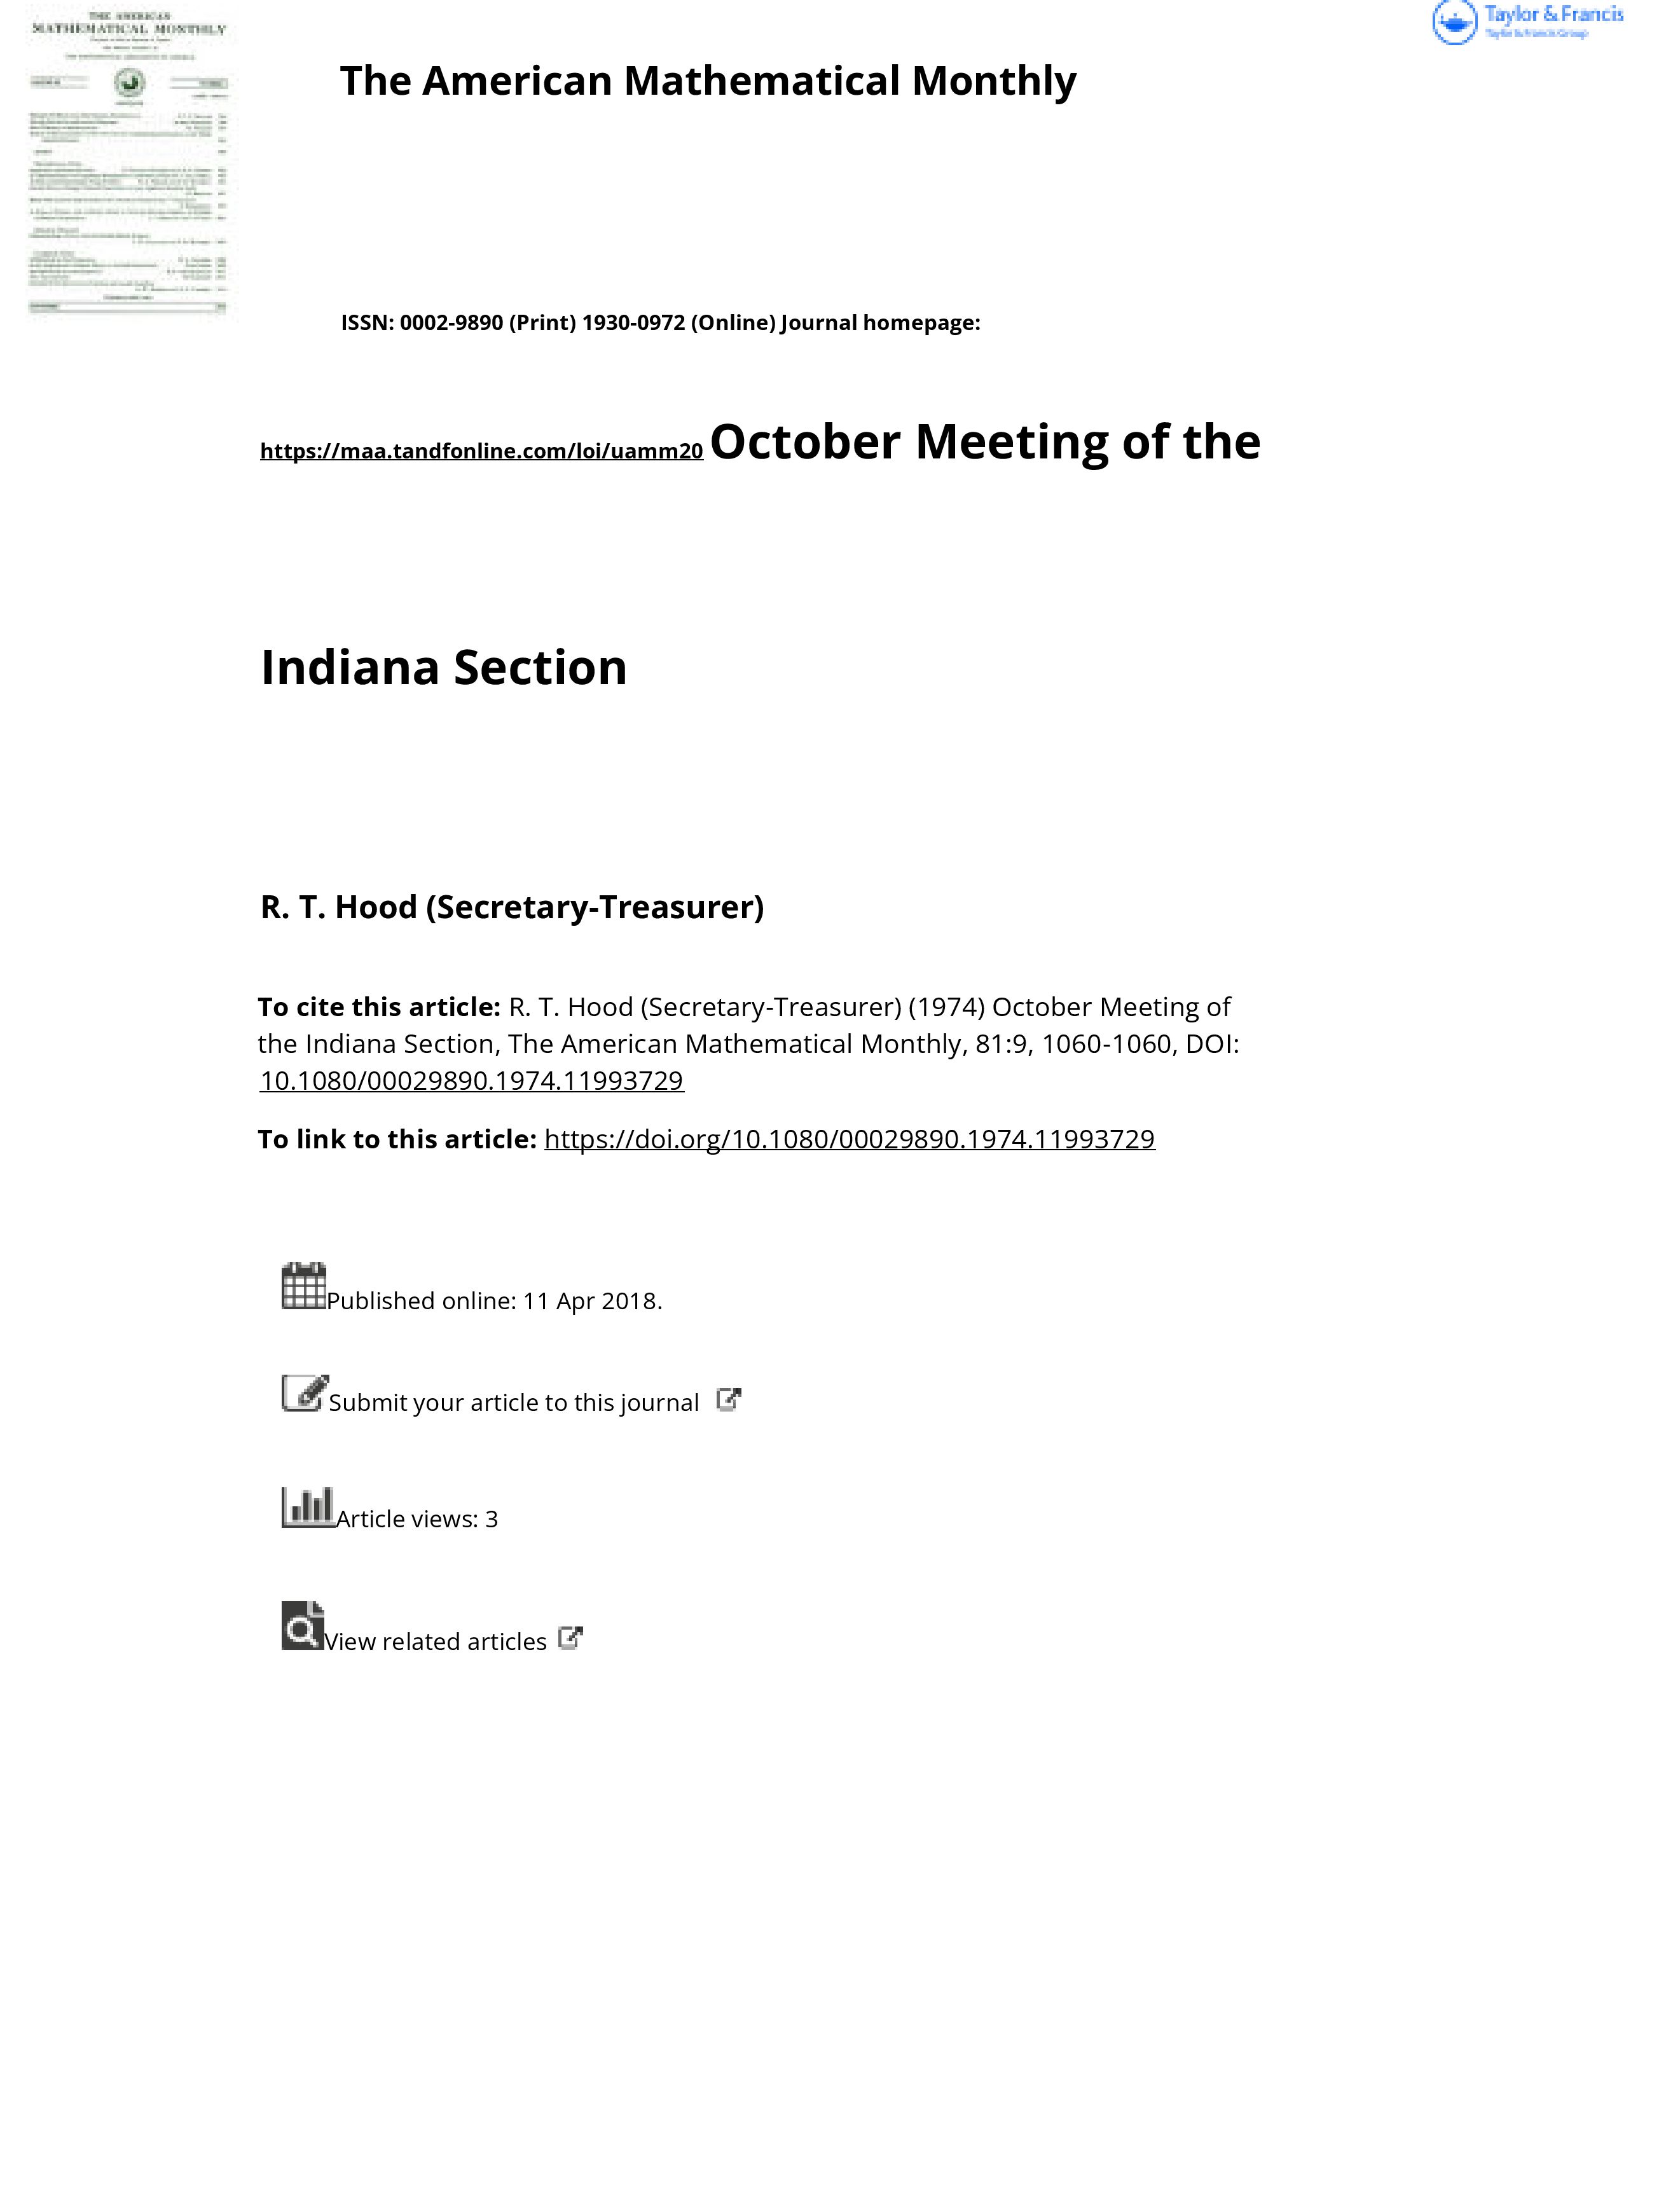 THE AMERICAN
MATHEMATICAL MONTHLY
Taylor & Francis
Taylor & Francis Group
The American Mathematical Monthly
ISSN: 0002-9890 (Print) 1930-0972 (Online) Journal homepage:
https://maa.tandfonline.com/loi/uamm20 October Meeting of the
Indiana Section
R. T. Hood (Secretary-Treasurer)
To cite this article: R. T. Hood (Secretary-Treasurer) (1974) October Meeting of
the Indiana Section, The American Mathematical Monthly, 81:9, 1060-1060, DOI:
10.1080/00029890.1974.11993729
To link to this article: https://doi.org/10.1080/00029890.1974.11993729
Published online: 11 Apr 2018.
Submit your article to this journal
Article views: 3
View related articles